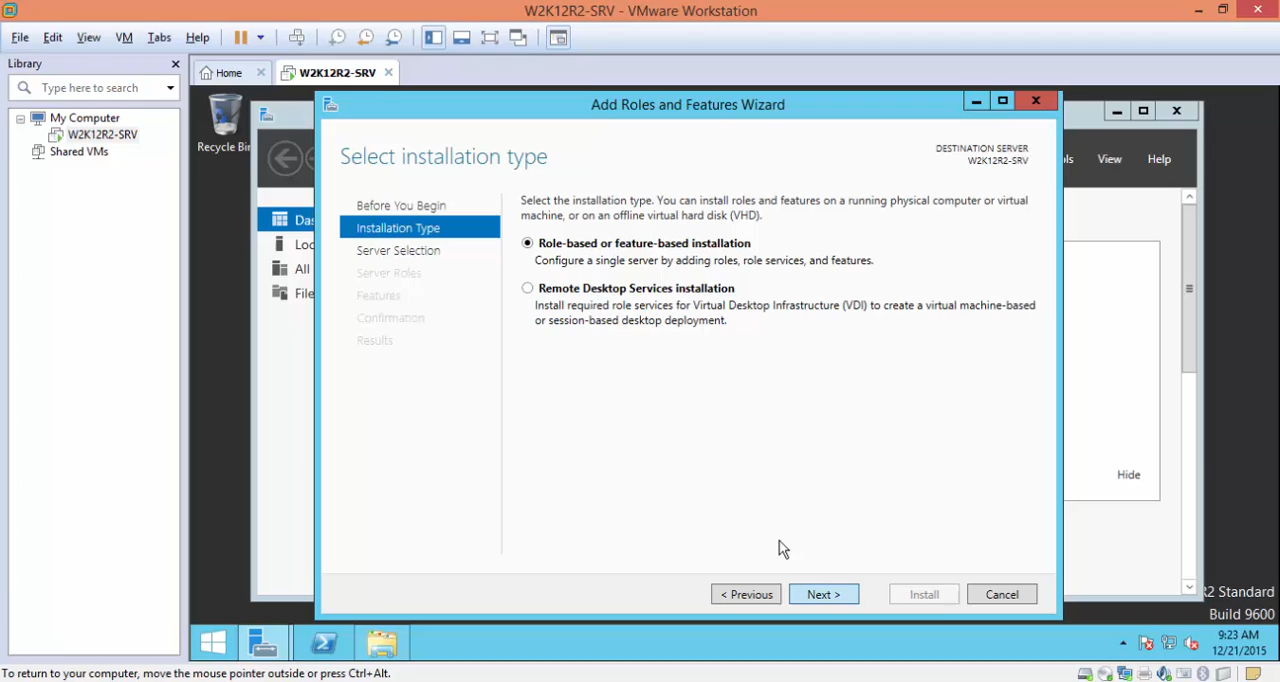 W2K12R2-SRV - VMware Workstation
File Edit View VM Tabs Help
Library
Type here to search
My Computer
W2K12R2-SRV
Shared VMs
Home
W2K12R2-SRV
Recycle Bin
Add Roles and Features Wizard
Select installation type
DESTINATION SERVER
W2K12R2-SRV
View Help
Before You Begin
Installation Type
Server Selection
Server Roles
Features
Confirmation
Results
Select the installation type. You can install roles and features on a running physical computer or virtual
machine, or on an offline virtual hard disk (VHD).
Role-based or feature-based installation
Configure a single server by adding roles, role services, and features.
Remote Desktop Services installation
Install required role services for Virtual Desktop Infrastructure (VDI) to create a virtual machine-based
or session-based desktop deployment.
All
Hide
< Previous Next > Install Cancel
R2 Standard
Build 9600
9:23 AM
12/21/2015
To return to your computer, move the mouse pointer outside or press Ctrl+Alt.